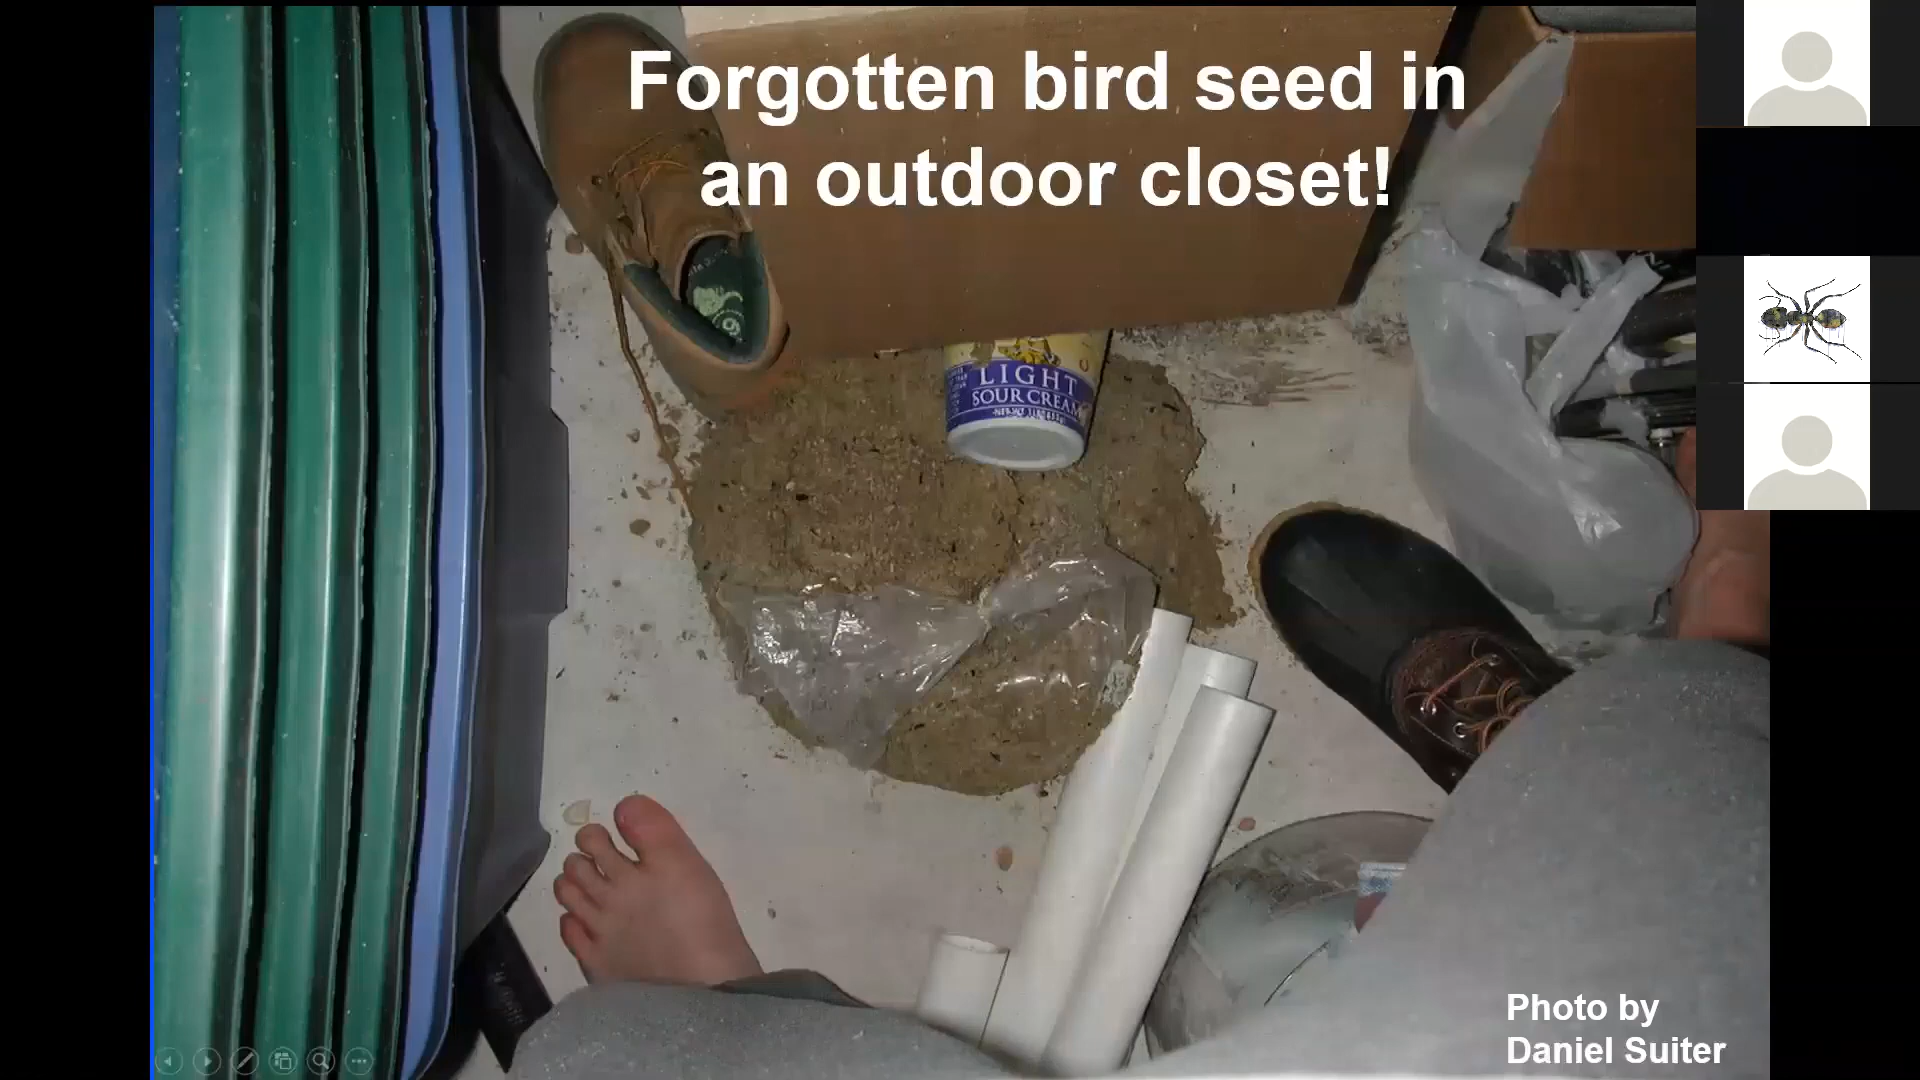 Forgotten bird seed in
an outdoor closet!
LIGHT
SOUR CREAM
Photo by
Daniel Suiter